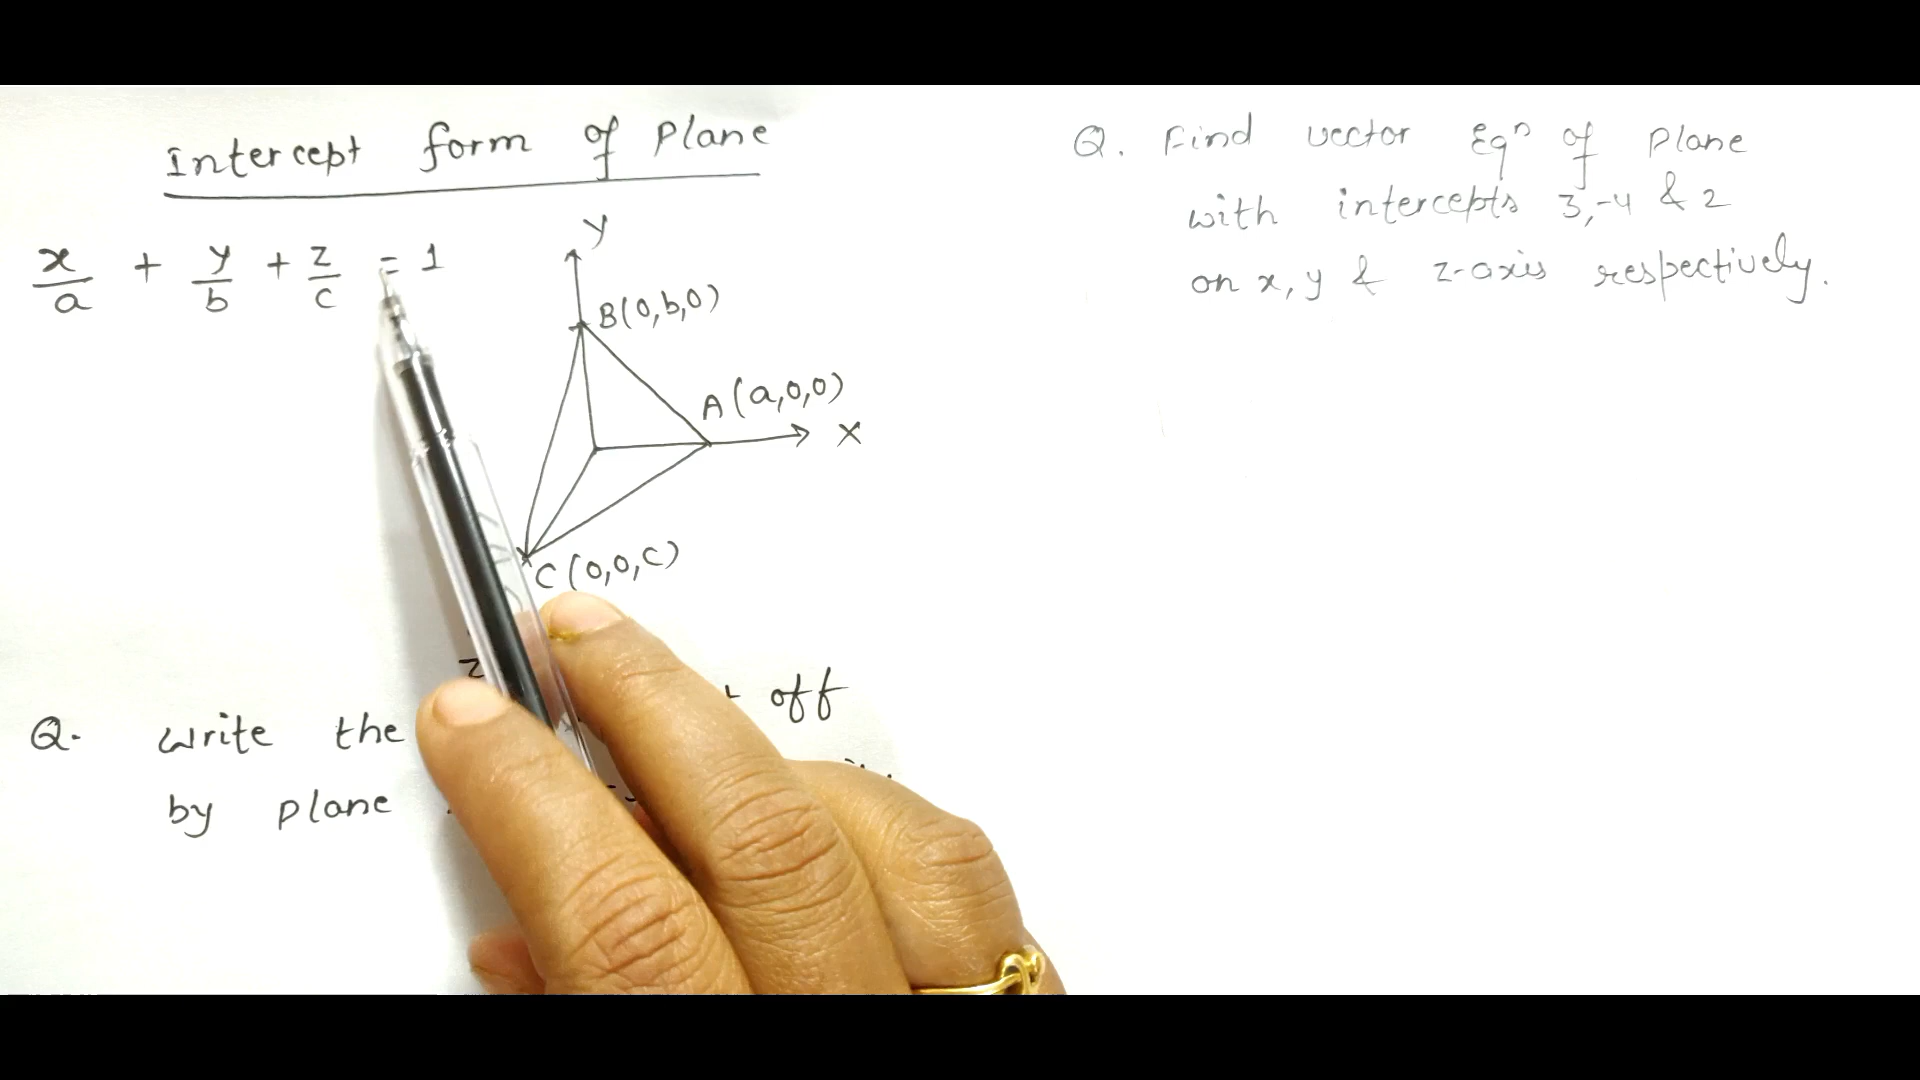 Intercept form of Plane
x/a + y/b + z/c = 1
y
B(0,b,0)
A(a,0,0)
x
C(0,0,c)
z
Q. write the off
by plane
Q. Find vector Eqⁿ of Plane
with intercepts 3,-4 & 2
on x, y & z-axis respectively.